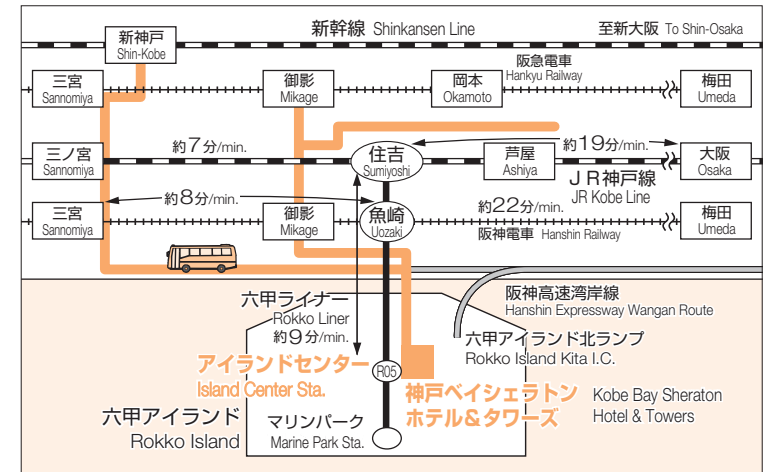 新幹線 Shinkansen Line
至新大阪 To Shin-Osaka
新神戸
Shin-Kobe
阪急電車
Hankyu Railway
三宮
Sannomiya
御影
Mikage
岡本
Okamoto
梅田
Umeda
約7分/min.
約19分/min.
三ノ宮
Sannomiya
住吉
Sumiyoshi
芦屋
Ashiya
大阪
Osaka
JR神戸線
JR Kobe Line
約8分/min.
約22分/min.
三宮
Sannomiya
御影
Mikage
魚崎
Uozaki
阪神電車 Hanshin Railway
梅田
Umeda
六甲ライナー
Rokko Liner
約9分/min.
阪神高速湾岸線
Hanshin Expressway Wangan Route
六甲アイランド北ランプ
Rokko Island Kita I.C.
アイランドセンター
Island Center Sta.
R05
神戸ベイシェラトン
ホテル&タワーズ
Kobe Bay Sheraton
Hotel & Towers
六甲アイランド
Rokko Island
マリンパーク
Marine Park Sta.